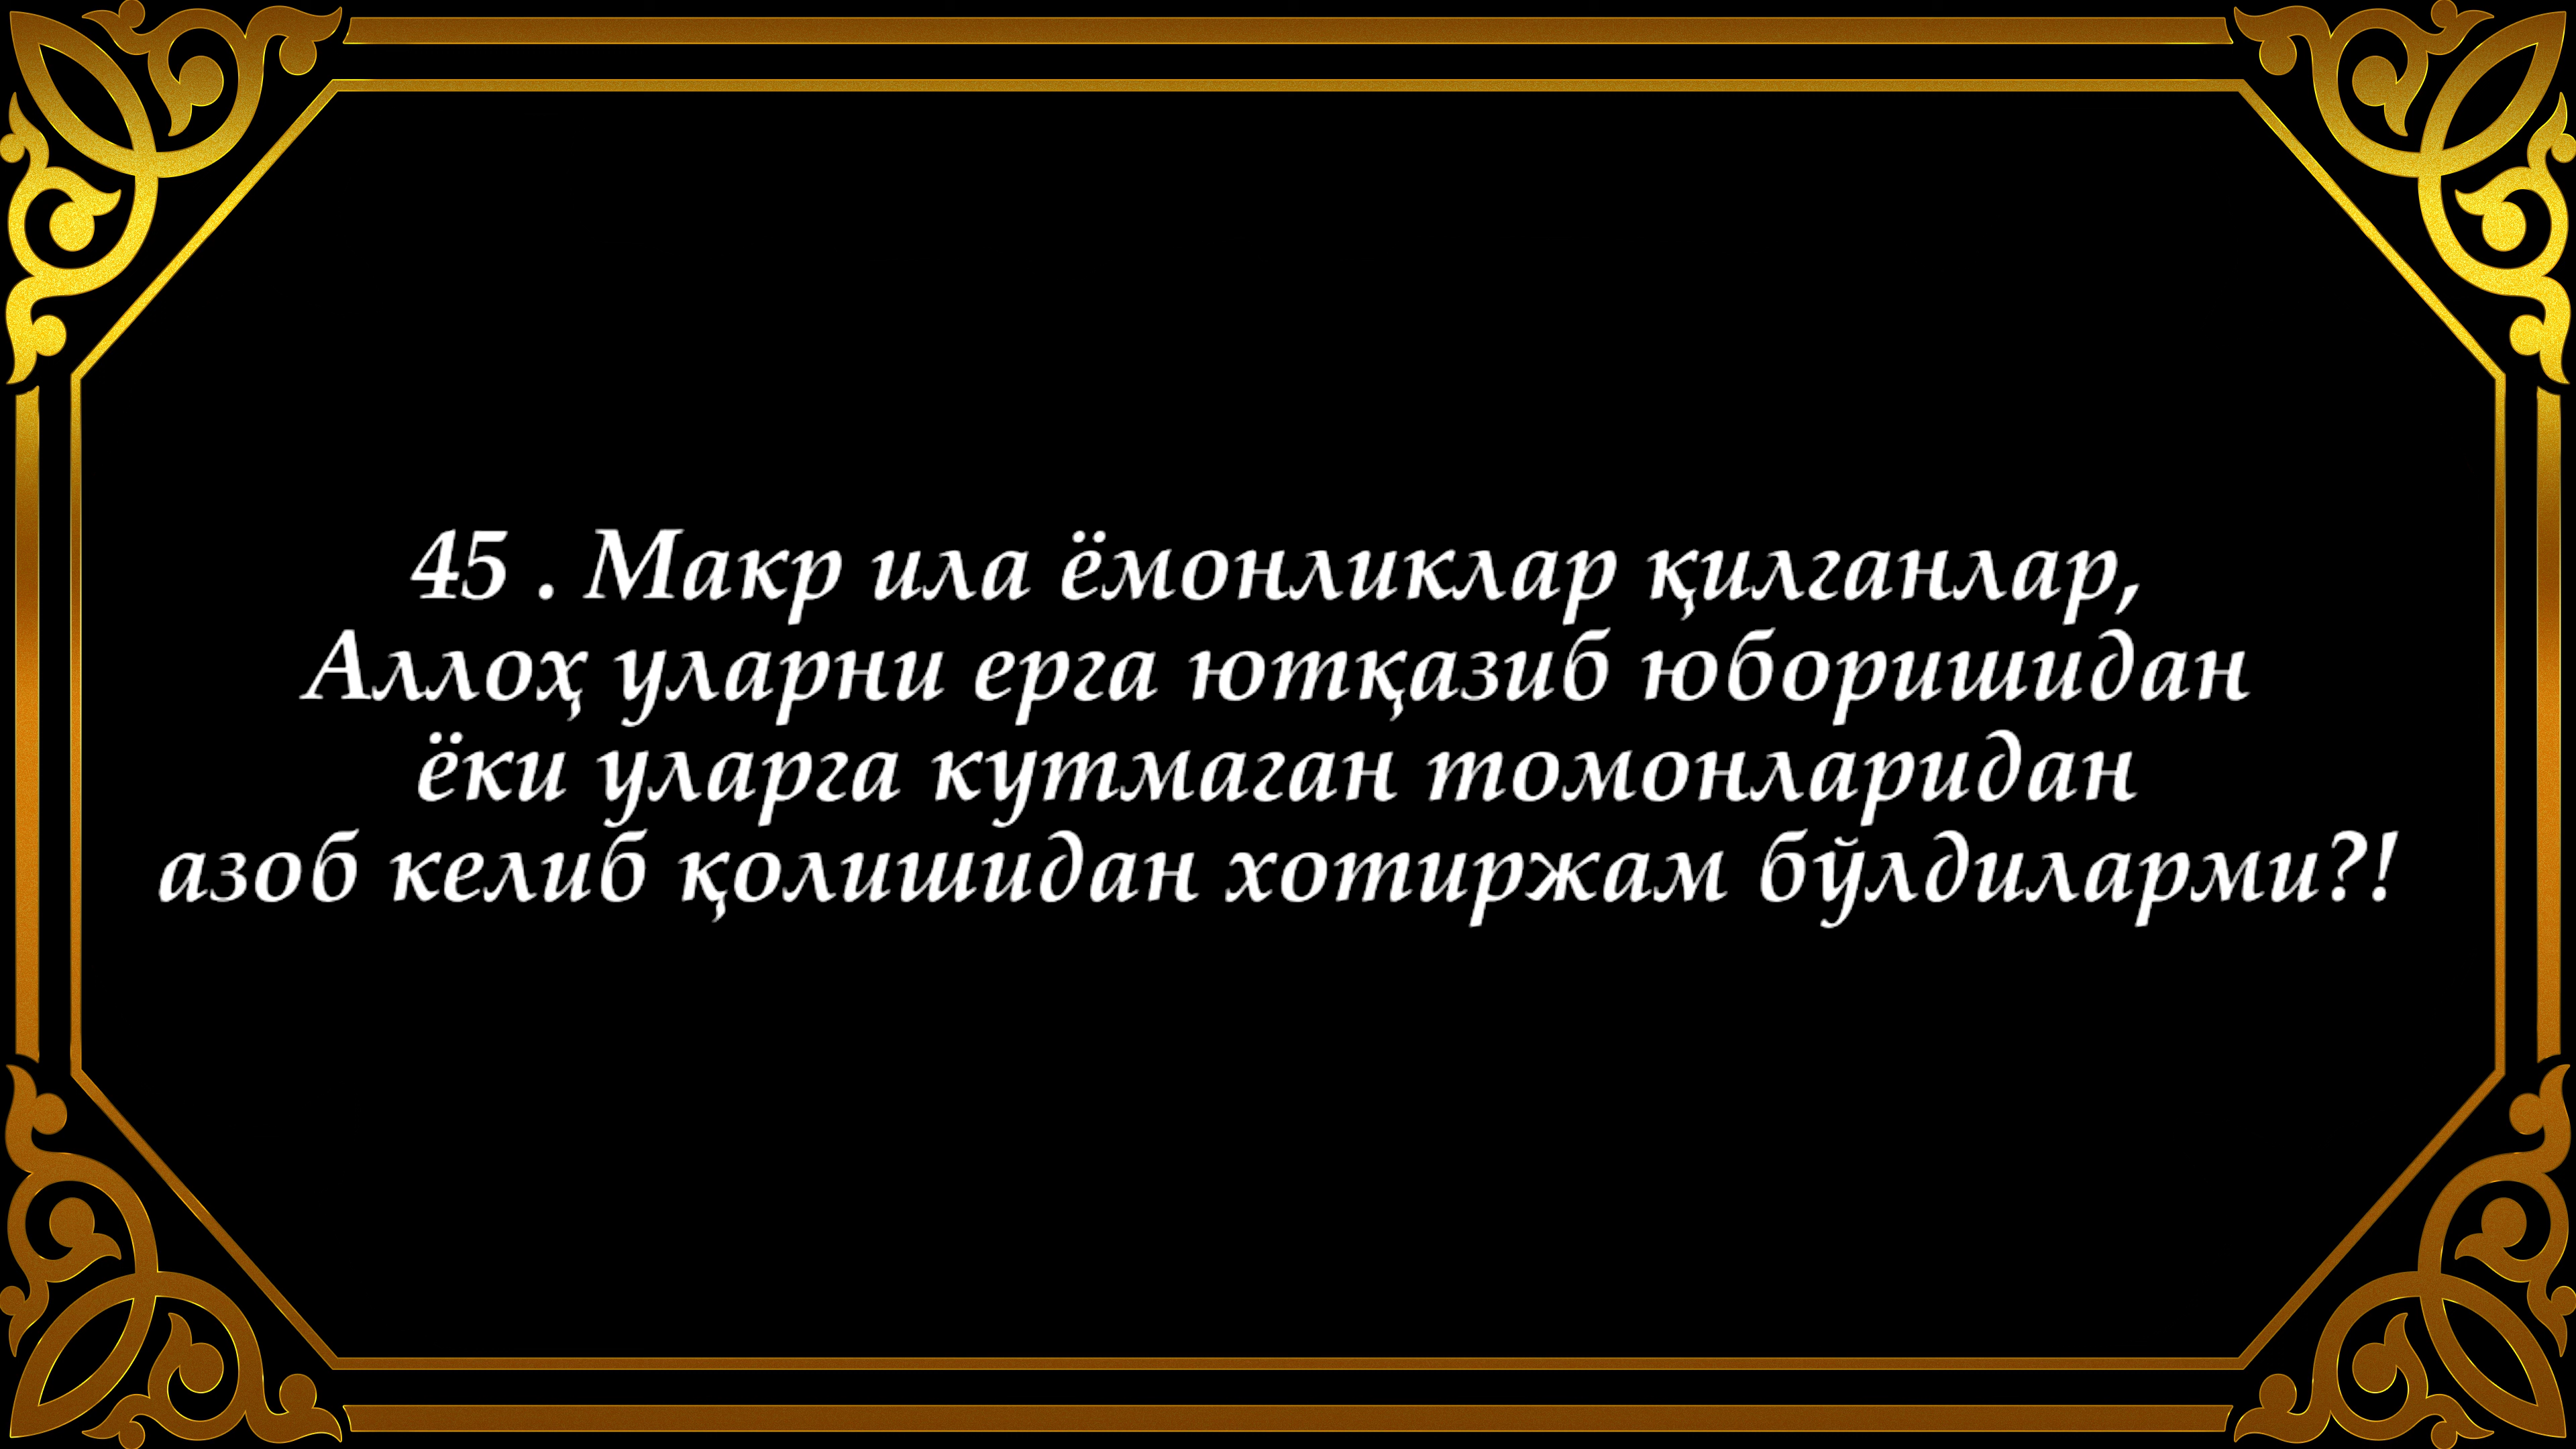 45 . Макр ила ёмонликлар қилганлар,
Аллоҳ уларни ерга ютқазиб юборишидан
ёки уларга кутмаган томонларидан
азоб келиб қолишидан хотиржам бўлдиларми?!